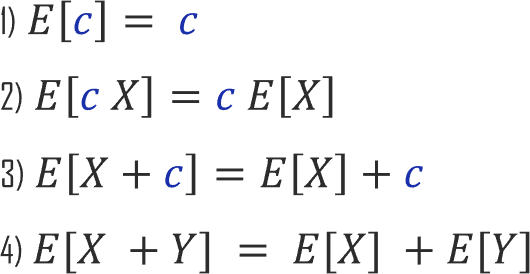 1) E[c] = c
2) E[c X] = c E[X]
3) E[X + c] = E[X] + c
4) E[X + Y] = E[X] + E[Y]